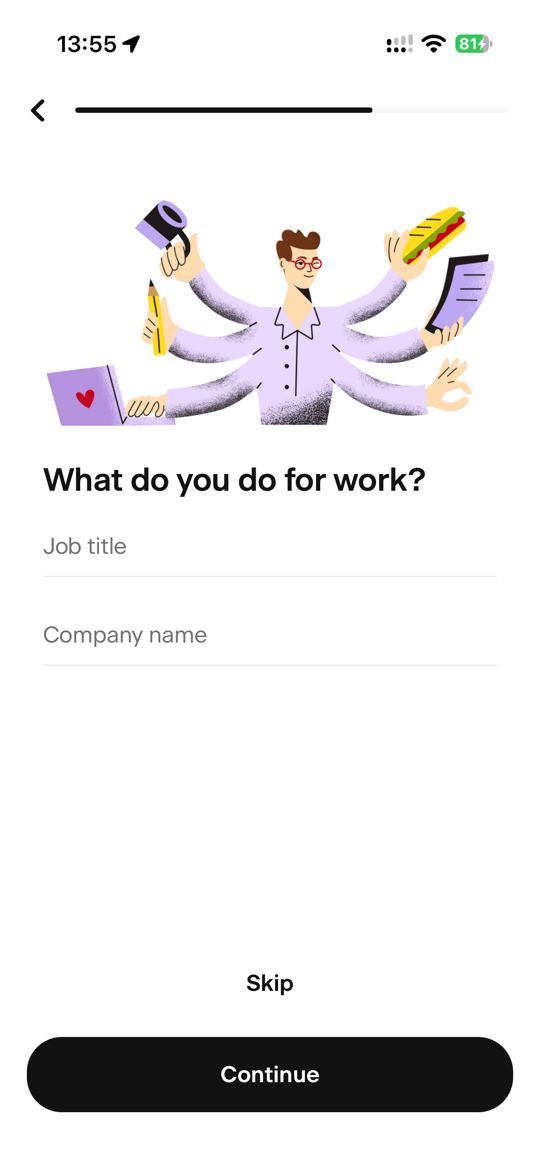 13:55
81
What do you do for work?
Job title
Company name
Skip
Continue